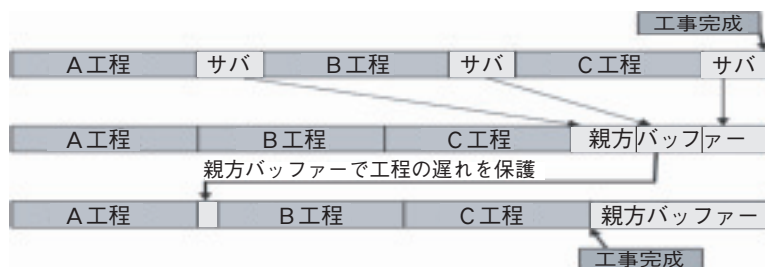 工事完成
A工程 サバ B工程 サバ C工程 サバ
A工程 B工程 C工程 親方バッファー
親方バッファーで工程の遅れを保護
A工程 B工程 C工程 親方バッファー
工事完成